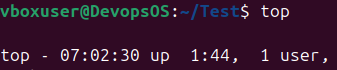 vboxuser@DevopsOS:~/Test$ top
top - 07:02:30 up  1:44,  1 user,